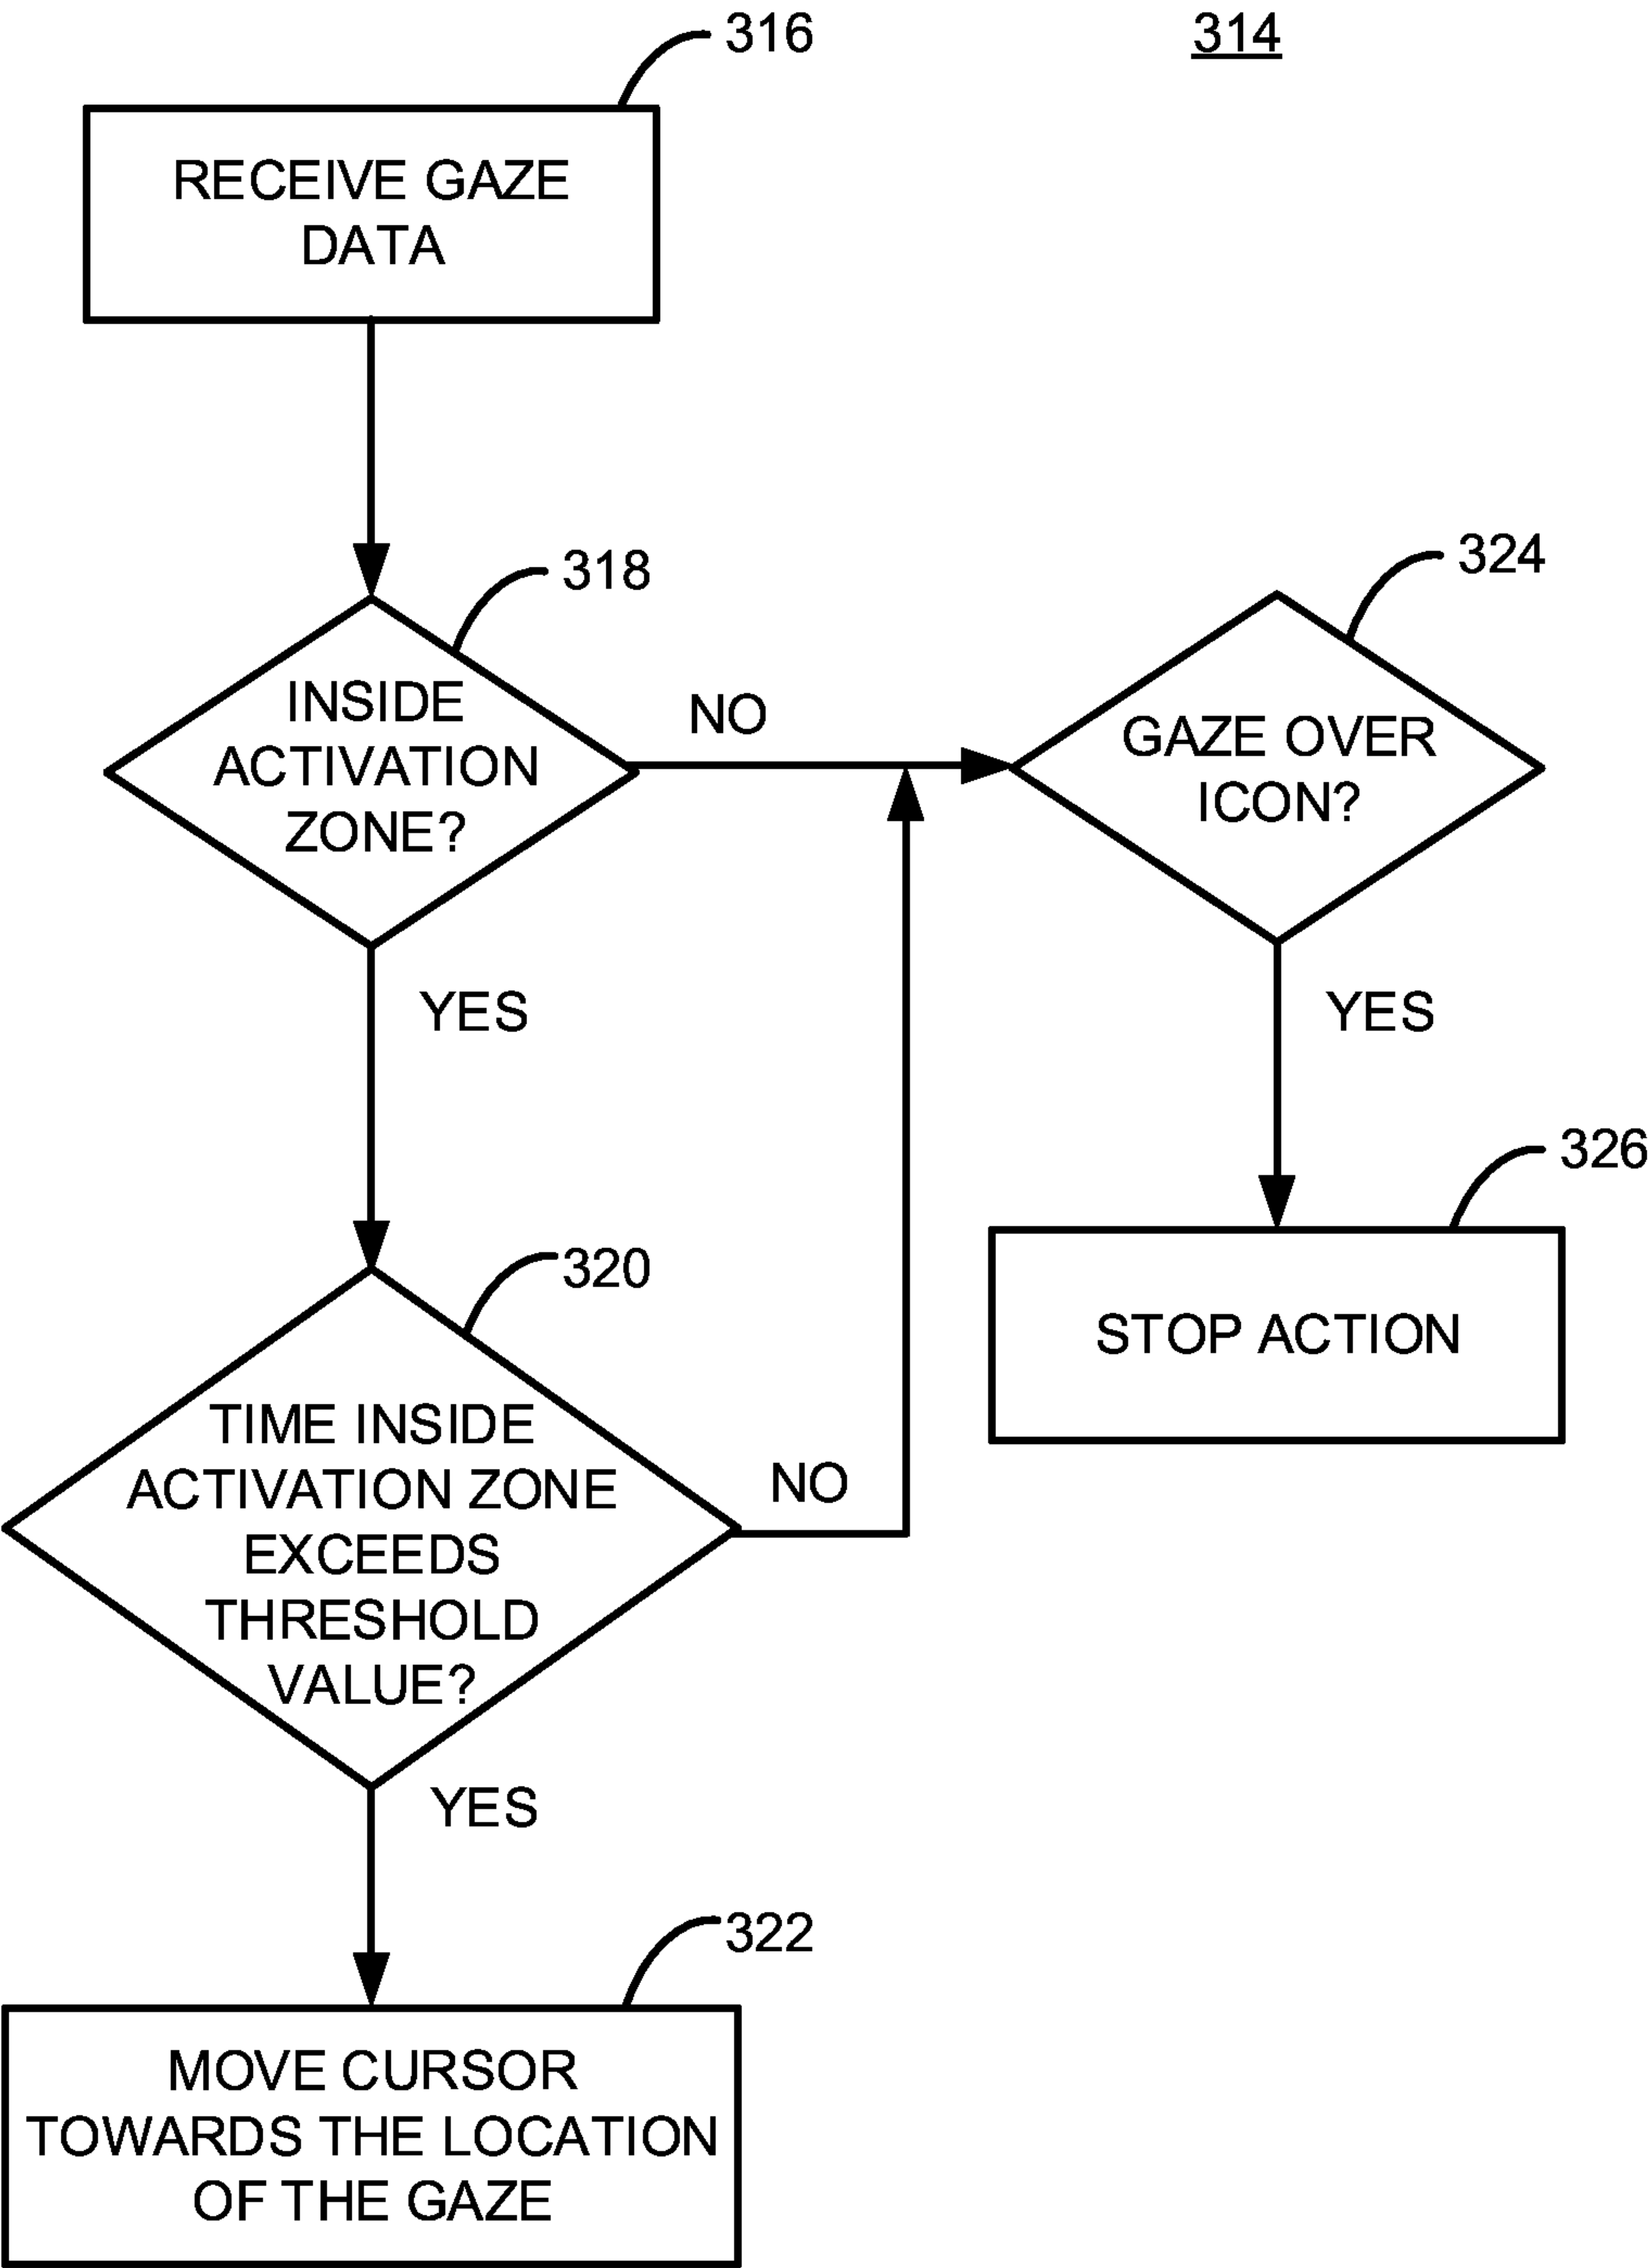 316
314
RECEIVE GAZE
DATA
318
324
INSIDE
ACTIVATION
ZONE?
NO
GAZE OVER
ICON?
YES
YES
326
320
STOP ACTION
TIME INSIDE
ACTIVATION ZONE
EXCEEDS
THRESHOLD
VALUE?
NO
YES
322
MOVE CURSOR
TOWARDS THE LOCATION
OF THE GAZE